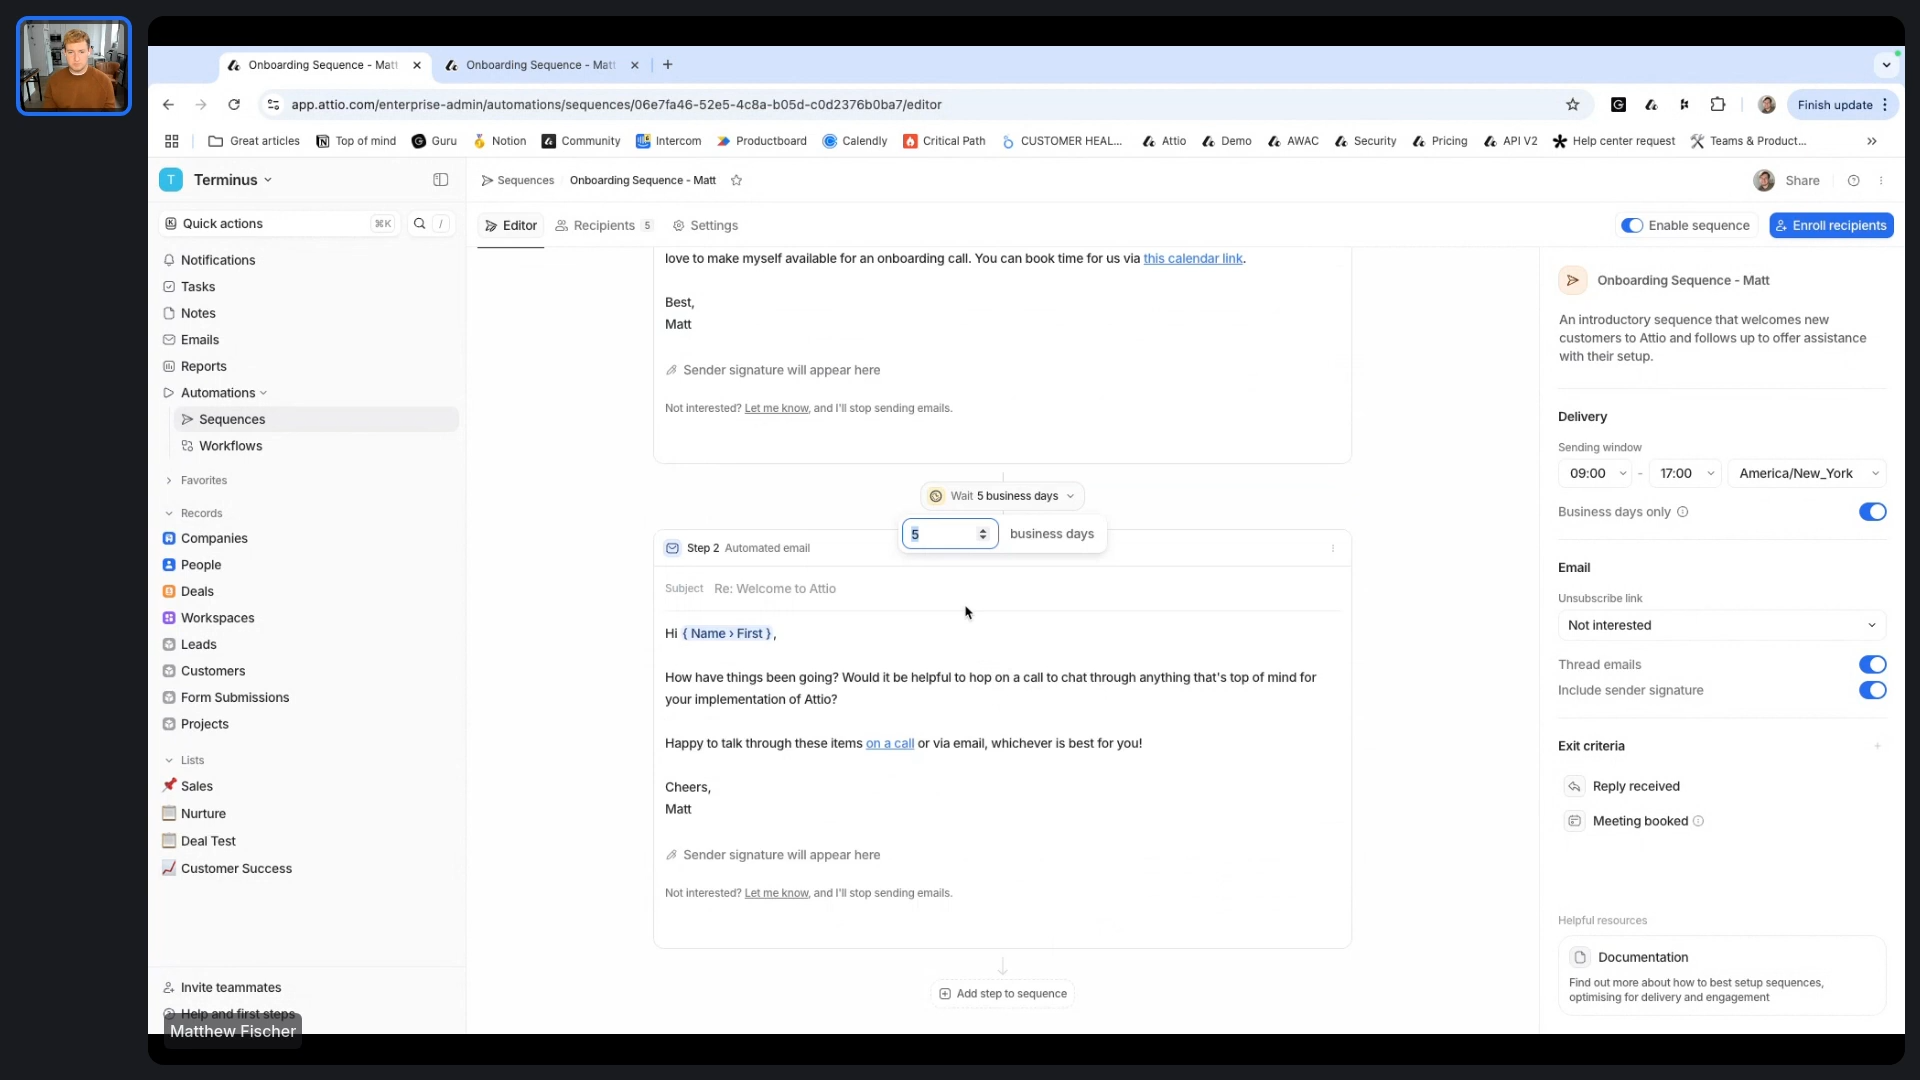 Onboarding Sequence - Matt
Onboarding Sequence - Matt
app.attio.com/enterprise-admin/automations/sequences/06e7fa46-52e5-4c8a-b05d-c0d2376b0ba7/editor
Finish update
Great articles
Top of mind
Guru
Notion
Community
Intercom
Productboard
Calendly
Critical Path
CUSTOMER HEAL...
Attio
Demo
AWAC
Security
Pricing
API V2
Help center request
Teams & Product...
T Terminus
Sequences
Onboarding Sequence - Matt
Share
Quick actions
⌘K
/
Editor
Recipients 5
Settings
Enable sequence
Enroll recipients
Notifications
Tasks
Notes
Emails
Reports
Automations
Sequences
Workflows
Favorites
Records
Companies
People
Deals
Workspaces
Leads
Customers
Form Submissions
Projects
Lists
Sales
Nurture
Deal Test
Customer Success
Invite teammates
Help and first steps
Matthew Fischer
love to make myself available for an onboarding call. You can book time for us via this calendar link.
Best,
Matt
Sender signature will appear here
Not interested? Let me know, and I'll stop sending emails.
Wait 5 business days
5 business days
Step 2 Automated email
Subject Re: Welcome to Attio
Hi { Name › First },
How have things been going? Would it be helpful to hop on a call to chat through anything that's top of mind for
your implementation of Attio?
Happy to talk through these items on a call or via email, whichever is best for you!
Cheers,
Matt
Sender signature will appear here
Not interested? Let me know, and I'll stop sending emails.
Add step to sequence
Onboarding Sequence - Matt
An introductory sequence that welcomes new
customers to Attio and follows up to offer assistance
with their setup.
Delivery
Sending window
09:00 - 17:00 America/New_York
Business days only
Email
Unsubscribe link
Not interested
Thread emails
Include sender signature
Exit criteria
Reply received
Meeting booked
Helpful resources
Documentation
Find out more about how to best setup sequences,
optimising for delivery and engagement